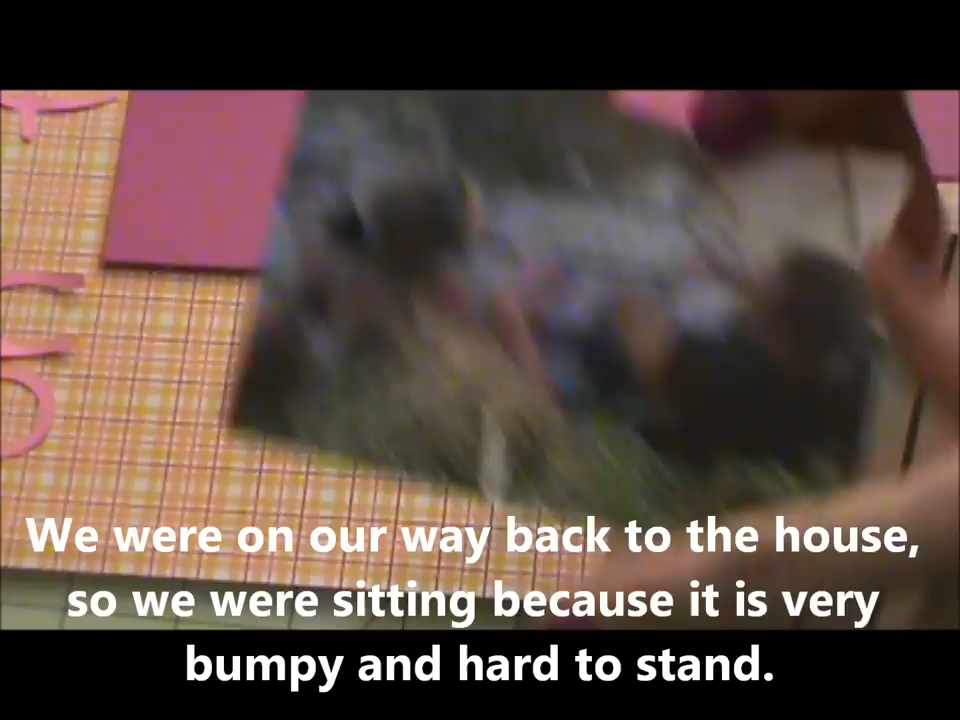 We were on our way back to the house,
so we were sitting because it is very
bumpy and hard to stand.